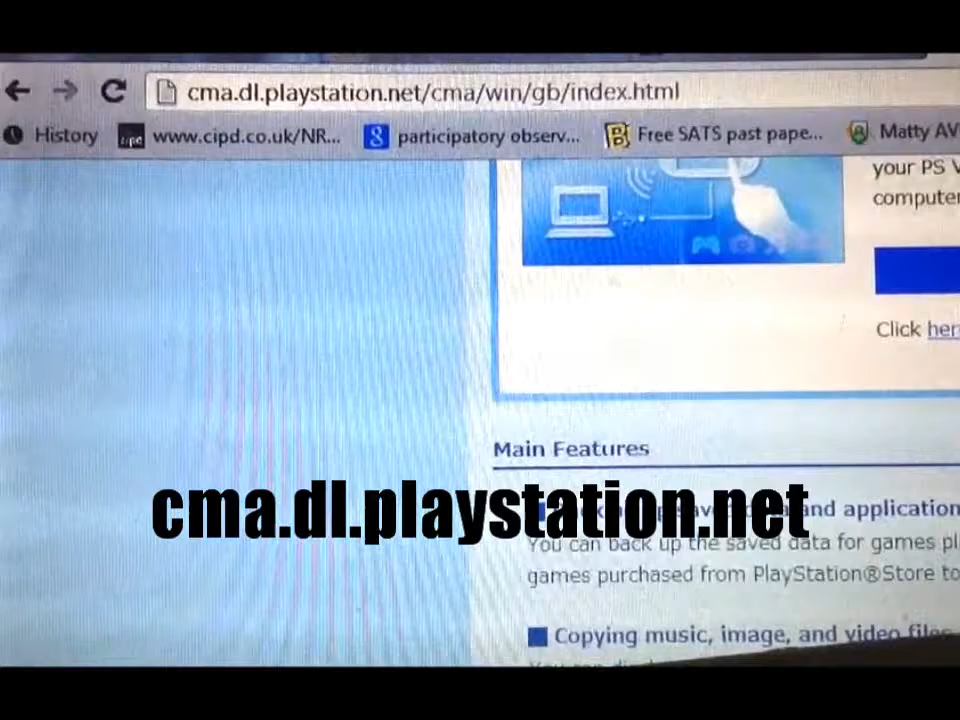 cma.dl.playstation.net/cma/win/gb/index.html
History
www.cipd.co.uk/NR...
participatory observ...
Free SATS past pape...
Matty AV
your PS V
computer
Click here
Main Features
cma.dl.playstation.net
and application
You can back up the saved data for games pl
games purchased from PlayStation®Store to
Copying music, image, and video files